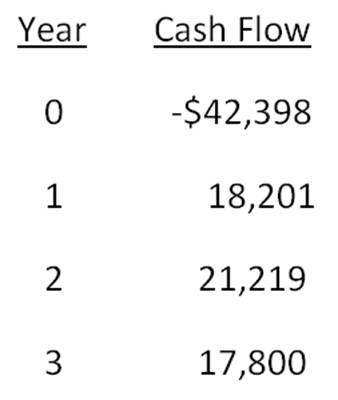 Year Cash Flow
0 -$42,398
1 18,201
2 21,219
3 17,800